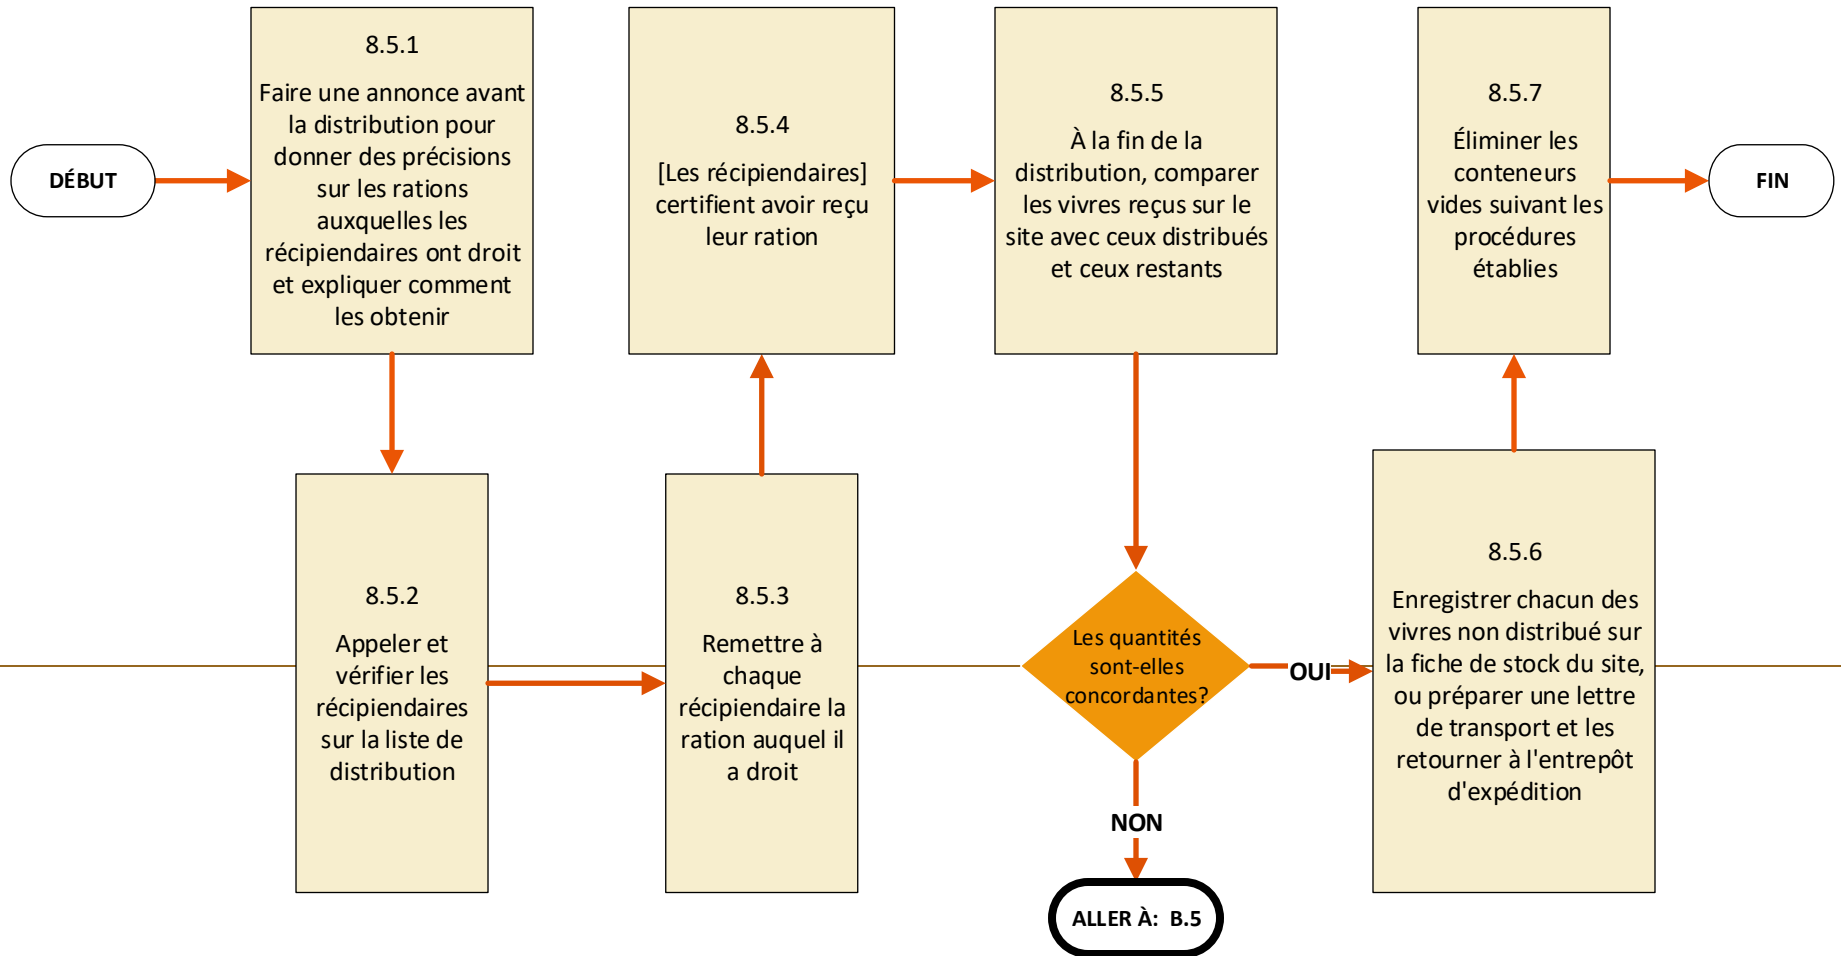 DÉBUT
8.5.1
Faire une annonce avant
la distribution pour
donner des précisions
sur les rations
auxquelles les
récipiendaires ont droit
et expliquer comment
les obtenir
8.5.2
Appeler et
vérifier les
récipiendaires
sur la liste de
distribution
8.5.3
Remettre à
chaque
récipiendaire la
ration auquel il
a droit
8.5.4
[Les récipiendaires]
certifient avoir reçu
leur ration
8.5.5
À la fin de la
distribution, comparer
les vivres reçus sur le
site avec ceux distribués
et ceux restants
Les quantités
sont-elles
concordantes?
NON
ALLER À: B.5
OUI
8.5.6
Enregistrer chacun des
vivres non distribué sur
la fiche de stock du site,
ou préparer une lettre
de transport et les
retourner à l'entrepôt
d'expédition
8.5.7
Éliminer les
conteneurs
vides suivant les
procédures
établies
FIN